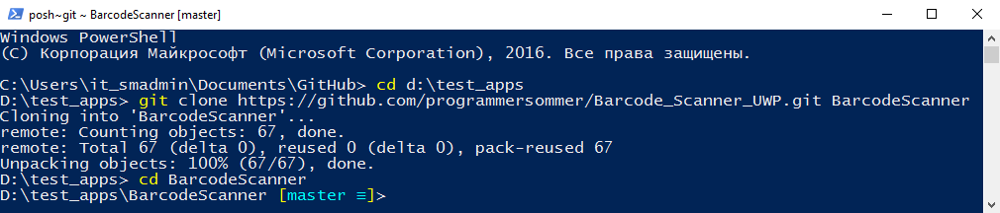 posh~git ~ BarcodeScanner [master]
Windows PowerShell
(C) Корпорация Майкрософт (Microsoft Corporation), 2016. Все права защищены.
C:\Users\it_smadmin\Documents\GitHub> cd d:\test_apps
D:\test_apps> git clone https://github.com/programmersommer/Barcode_Scanner_UWP.git BarcodeScanner
Cloning into 'BarcodeScanner'...
remote: Counting objects: 67, done.
remote: Total 67 (delta 0), reused 0 (delta 0), pack-reused 67
Unpacking objects: 100% (67/67), done.
D:\test_apps> cd BarcodeScanner
D:\test_apps\BarcodeScanner [master ≡]>